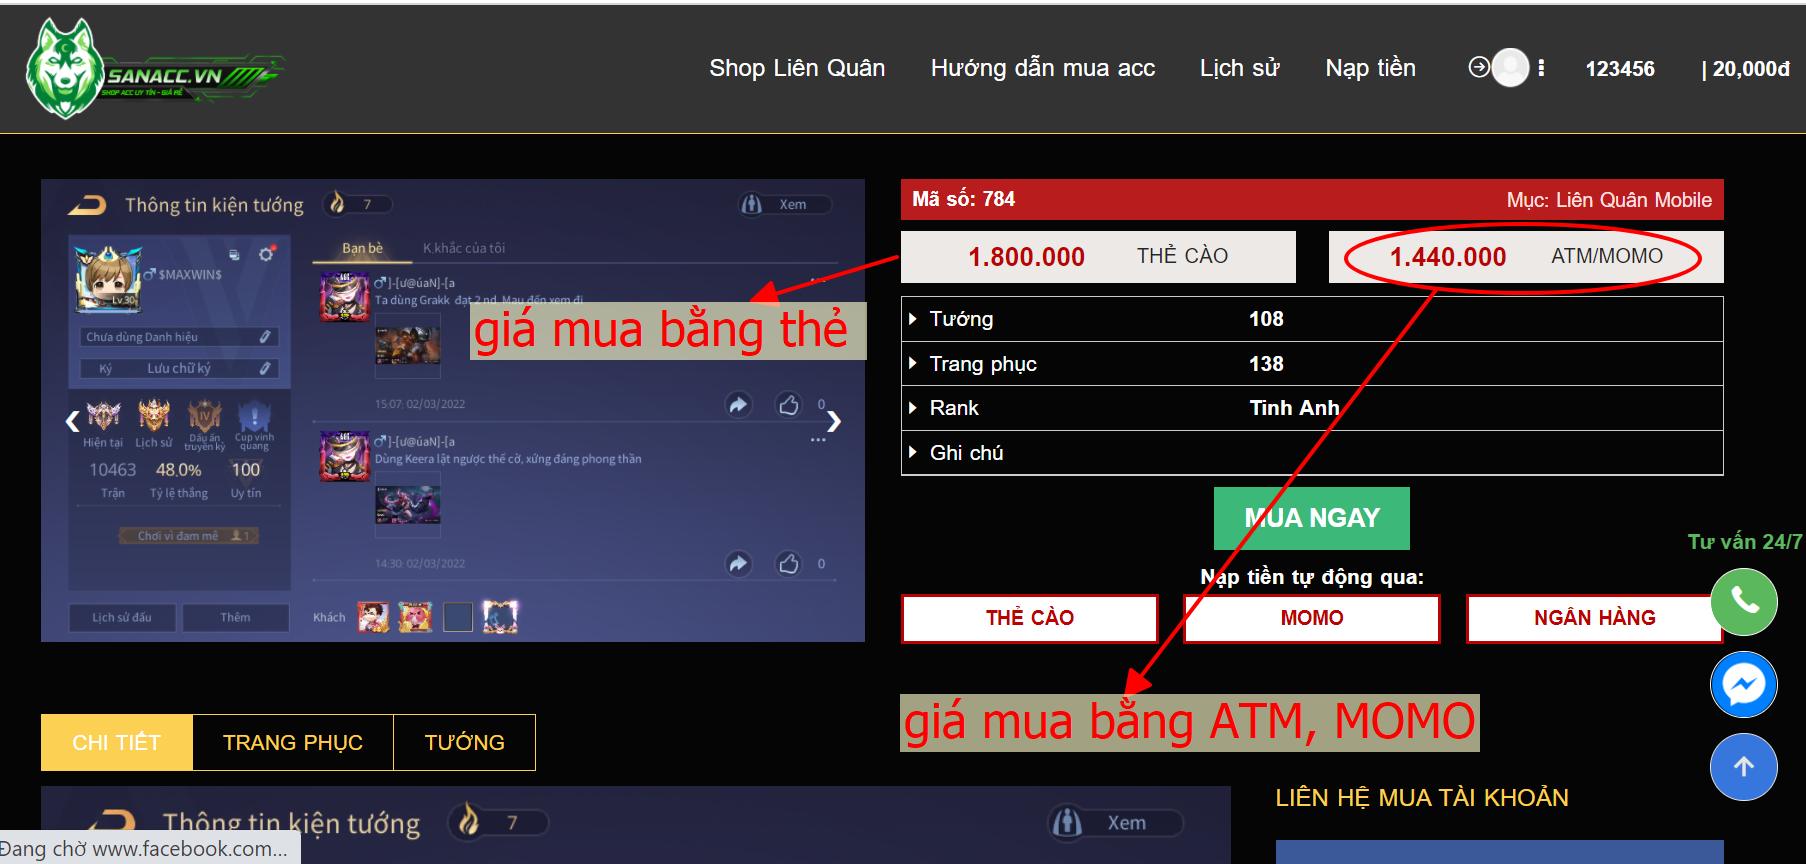 SANACC.VN
SHOP ACC UY TÍN - GIÁ RẺ
Shop Liên Quân
Hướng dẫn mua acc
Lịch sử
Nạp tiền
123456
| 20,000đ
Thông tin kiện tướng
7
Xem
Bạn bè
K.khắc của tôi
$MAXWIN$
Lv.30
Chưa dùng Danh hiệu
Ký
Lưu chữ ký
Hiện tại
Lịch sử
Dấu ấn truyền kỳ
Cup vinh quang
10463
48.0%
100
Trận
Tỷ lệ thắng
Uy tín
Chơi vì đam mê
1
Lịch sử đấu
Thêm
]-[ư@úaN]-[a
Ta dùng Grakk đạt 2 nd. Mau đến xem đi
15:07: 02/03/2022
0
]-[ư@úaN]-[a
Dùng Keera lật ngược thế cờ, xứng đáng phong thần
14:30: 02/03/2022
0
Khách
giá mua bằng thẻ
Mã số: 784
Mục: Liên Quân Mobile
1.800.000 THẺ CÀO
1.440.000 ATM/MOMO
Tướng 108
Trang phục 138
Rank Tinh Anh
Ghi chú
MUA NGAY
Nạp tiền tự động qua:
THẺ CÀO
MOMO
NGÂN HÀNG
Tư vấn 24/7
giá mua bằng ATM, MOMO
CHI TIẾT
TRANG PHỤC
TƯỚNG
Thông tin kiện tướng
7
Xem
LIÊN HỆ MUA TÀI KHOẢN
Đang chờ www.facebook.com...